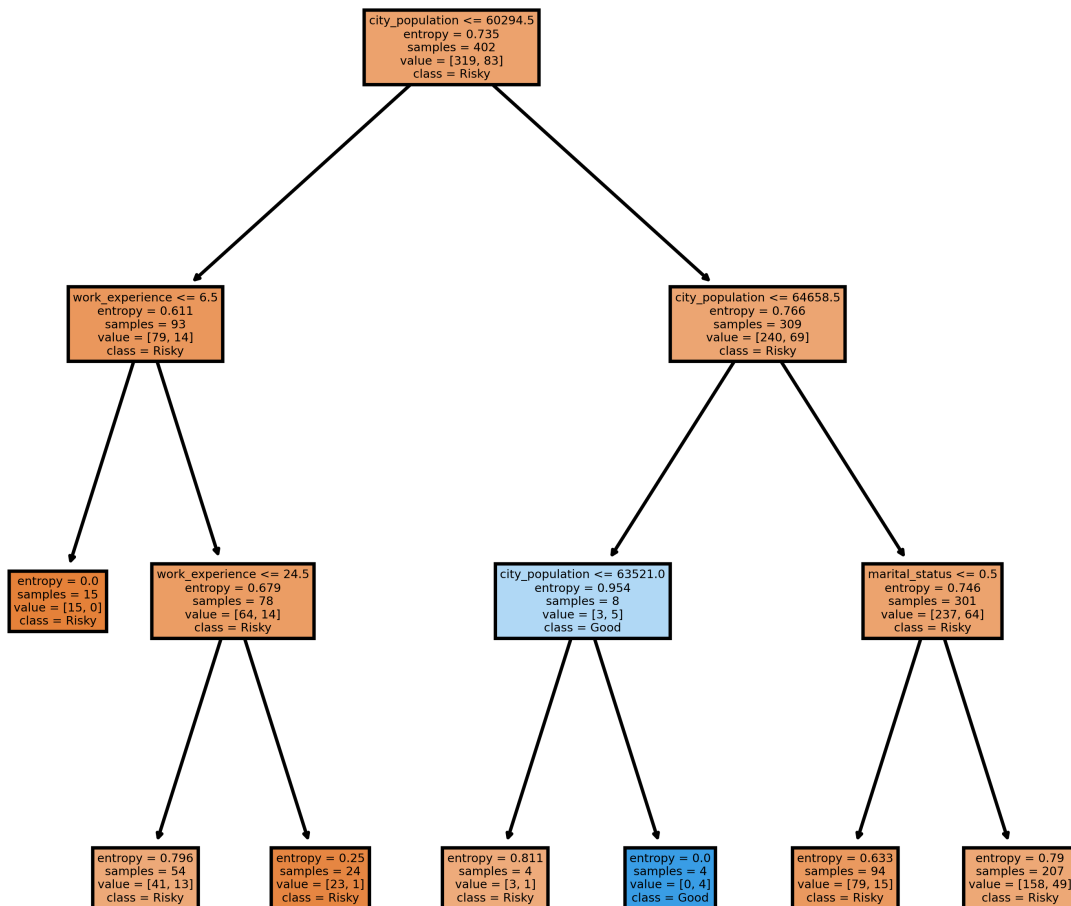 city_population <= 60294.5
entropy = 0.735
samples = 402
value = [319, 83]
class = Risky
work_experience <= 6.5
entropy = 0.611
samples = 93
value = [79, 14]
class = Risky
city_population <= 64658.5
entropy = 0.766
samples = 309
value = [240, 69]
class = Risky
entropy = 0.0
samples = 15
value = [15, 0]
class = Risky
work_experience <= 24.5
entropy = 0.679
samples = 78
value = [64, 14]
class = Risky
city_population <= 63521.0
entropy = 0.954
samples = 8
value = [3, 5]
class = Good
marital_status <= 0.5
entropy = 0.746
samples = 301
value = [237, 64]
class = Risky
entropy = 0.796
samples = 54
value = [41, 13]
class = Risky
entropy = 0.25
samples = 24
value = [23, 1]
class = Risky
entropy = 0.811
samples = 4
value = [3, 1]
class = Risky
entropy = 0.0
samples = 4
value = [0, 4]
class = Good
entropy = 0.633
samples = 94
value = [79, 15]
class = Risky
entropy = 0.79
samples = 207
value = [158, 49]
class = Risky